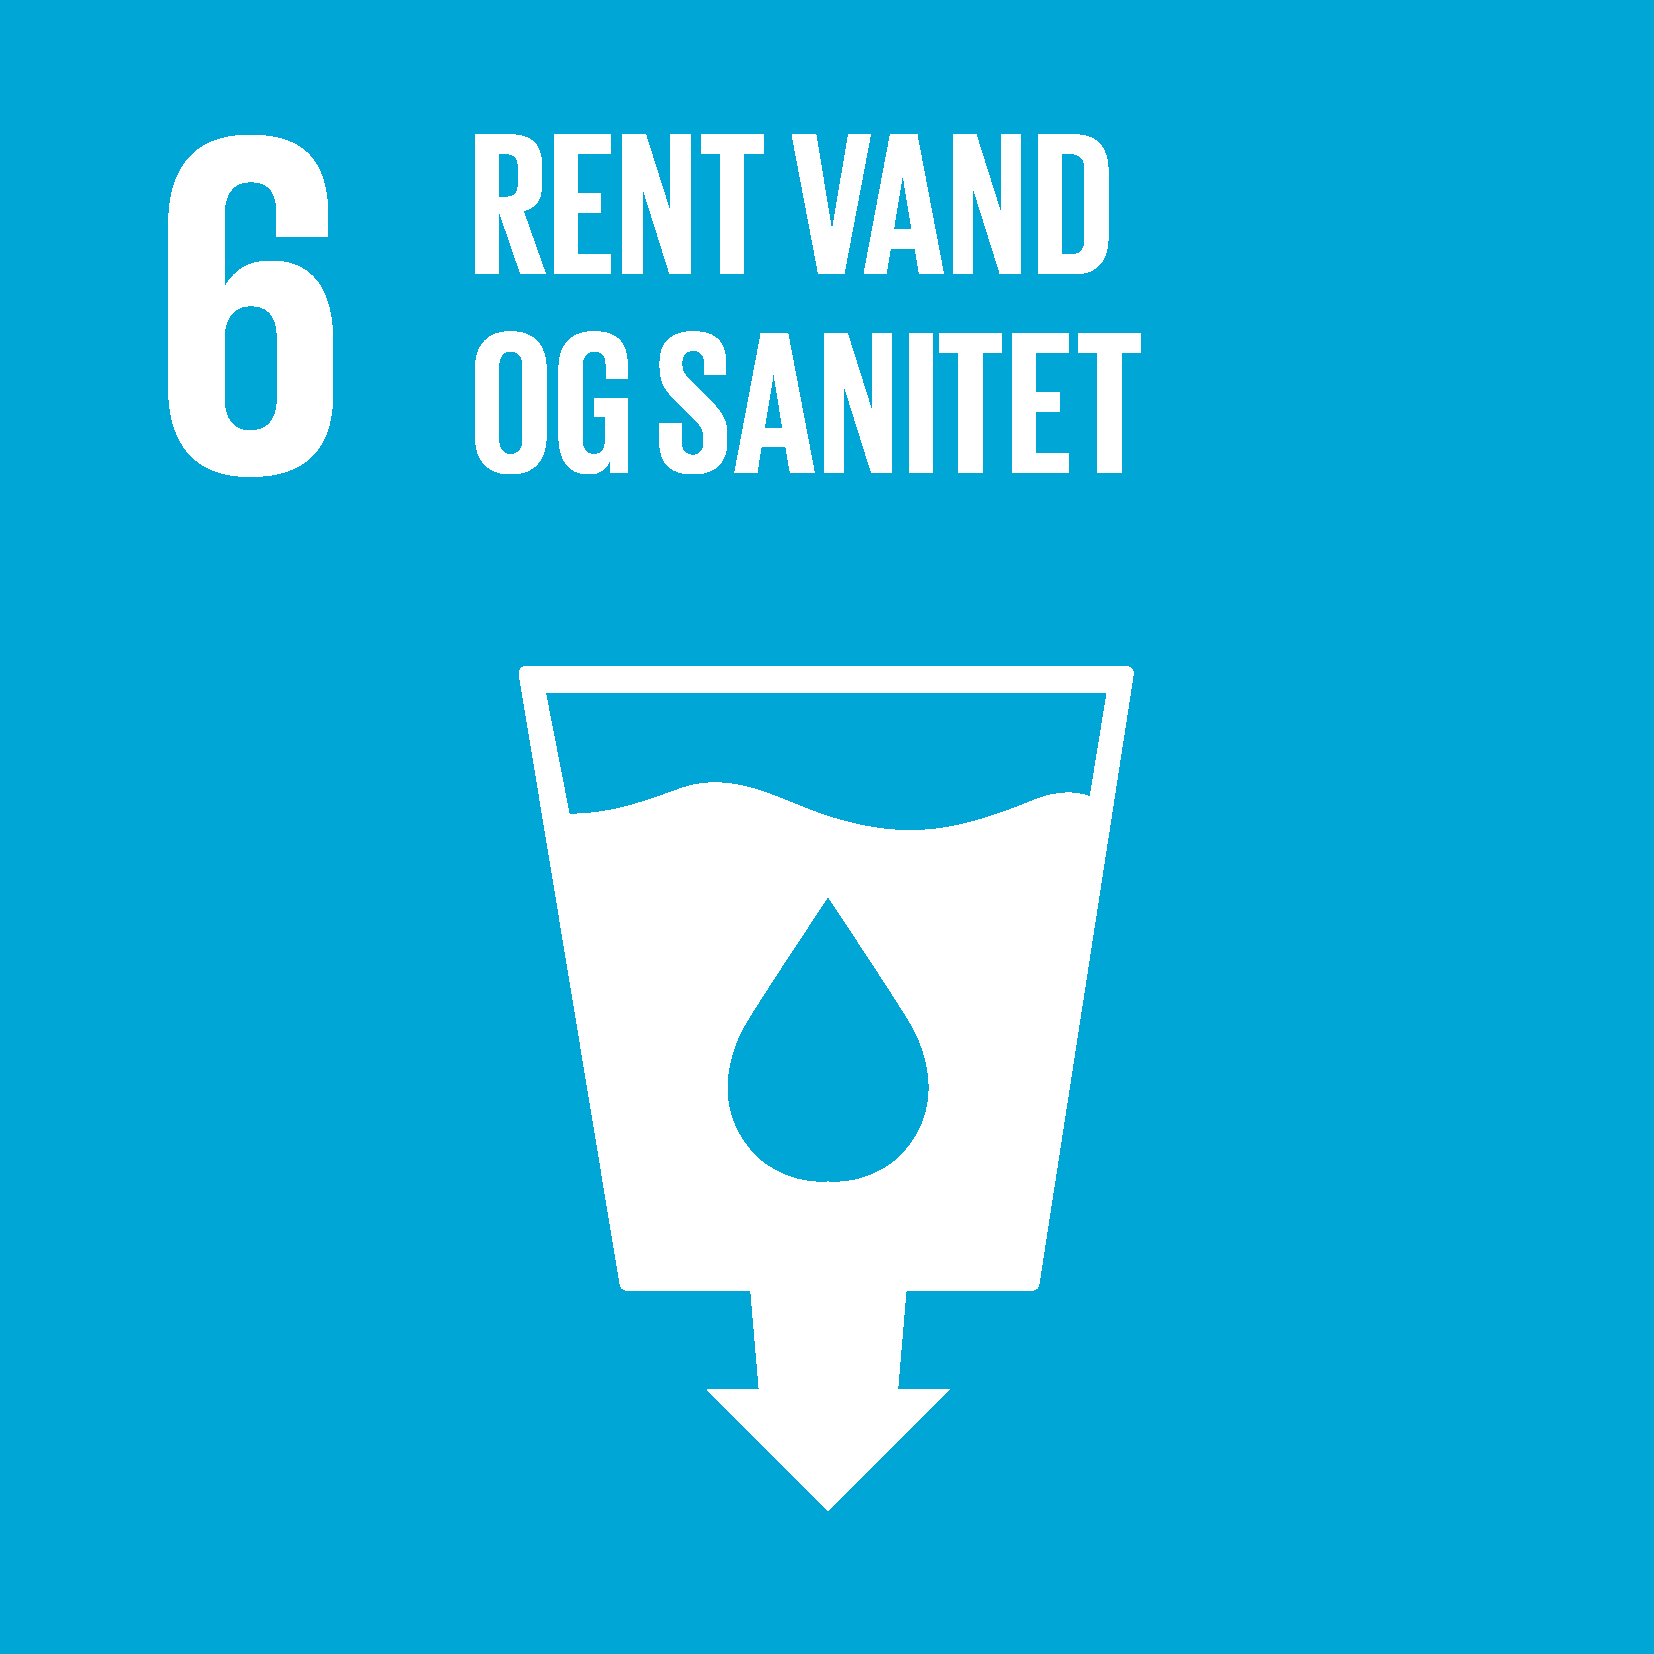 6
RENT VAND
OG SANITET